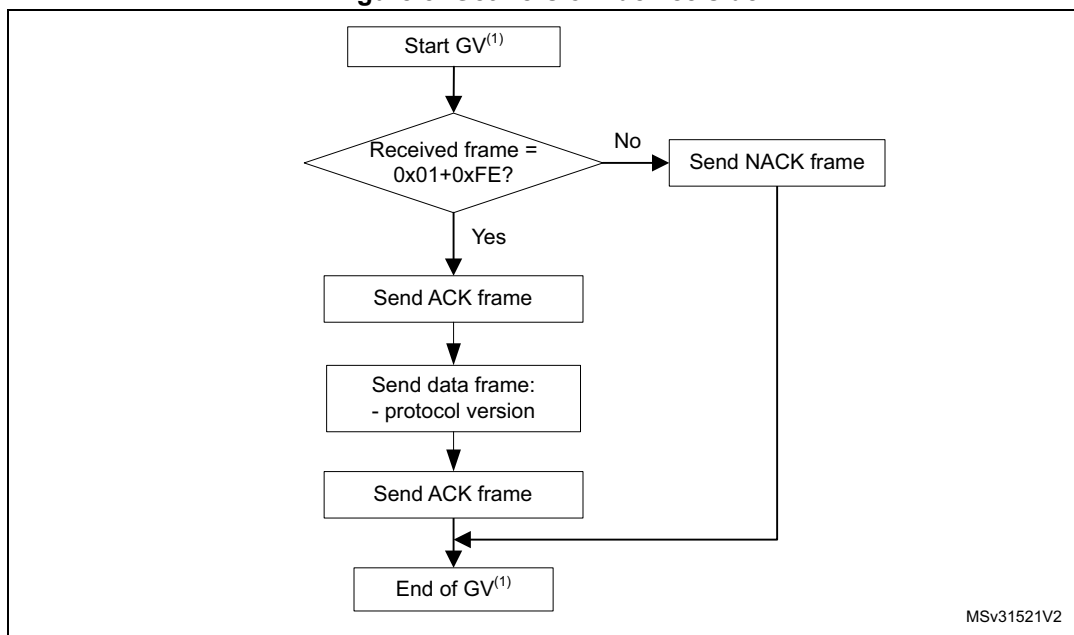 Start GV(1)
Received frame =
0x01+0xFE?
No
Send NACK frame
Yes
Send ACK frame
Send data frame:
- protocol version
Send ACK frame
End of GV(1)
MSv31521V2